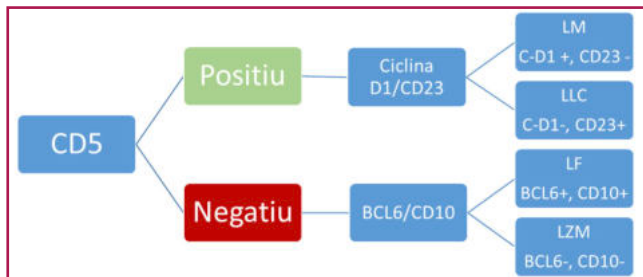 CD5
Positiu
Ciclina
D1/CD23
LM
C-D1 +, CD23 -
LLC
C-D1-, CD23+
Negatiu
BCL6/CD10
LF
BCL6+, CD10+
LZM
BCL6-, CD10-